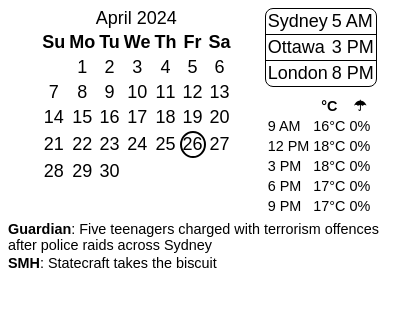 April 2024
Su Mo Tu We Th Fr Sa
1 2 3 4 5 6
7 8 9 10 11 12 13
14 15 16 17 18 19 20
21 22 23 24 25 26 27
28 29 30
Sydney 5 AM
Ottawa 3 PM
London 8 PM
°C ☂
9 AM 16°C 0%
12 PM 18°C 0%
3 PM 18°C 0%
6 PM 17°C 0%
9 PM 17°C 0%
Guardian: Five teenagers charged with terrorism offences
after police raids across Sydney
SMH: Statecraft takes the biscuit